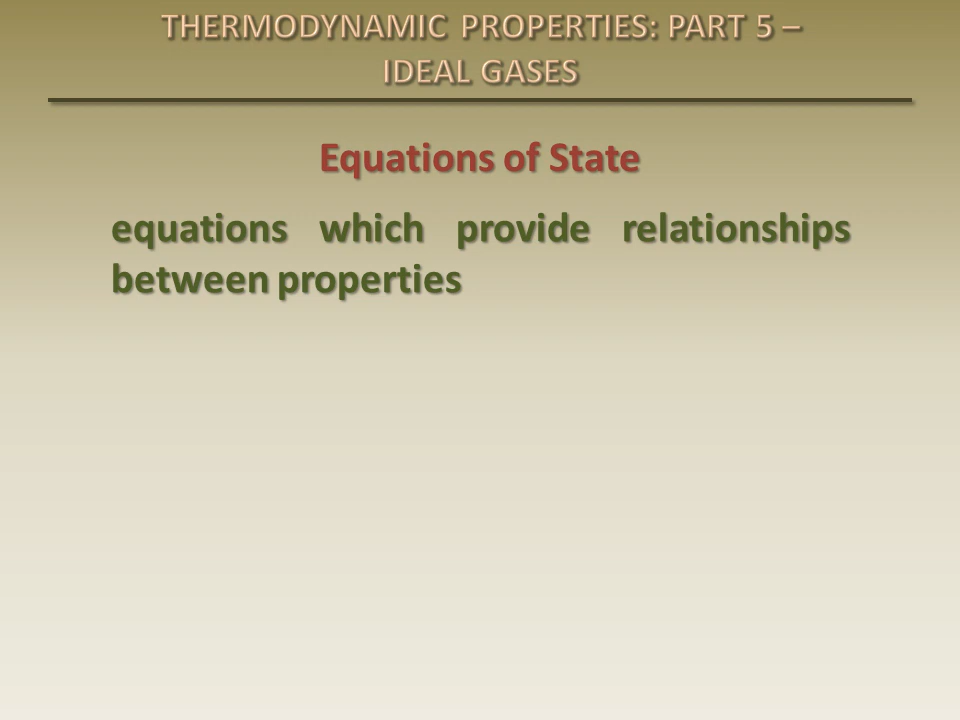 THERMODYNAMIC PROPERTIES: PART 5 –
IDEAL GASES
Equations of State
equations which provide relationships
between properties